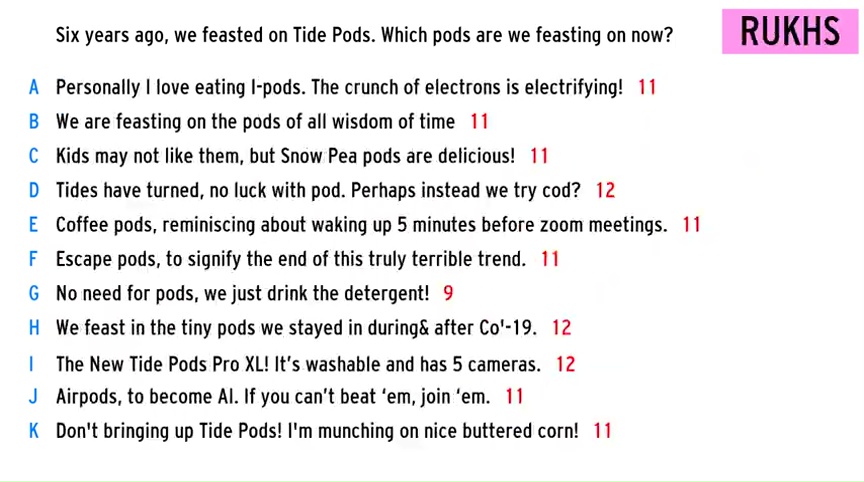 Six years ago, we feasted on Tide Pods. Which pods are we feasting on now?
RUKHS
A Personally I love eating I-pods. The crunch of electrons is electrifying! 11
B We are feasting on the pods of all wisdom of time 11
C Kids may not like them, but Snow Pea pods are delicious! 11
D Tides have turned, no luck with pod. Perhaps instead we try cod? 12
E Coffee pods, reminiscing about waking up 5 minutes before zoom meetings. 11
F Escape pods, to signify the end of this truly terrible trend. 11
G No need for pods, we just drink the detergent! 9
H We feast in the tiny pods we stayed in during& after Co'-19. 12
I The New Tide Pods Pro XL! It’s washable and has 5 cameras. 12
J Airpods, to become AI. If you can’t beat ‘em, join ‘em. 11
K Don't bringing up Tide Pods! I'm munching on nice buttered corn! 11